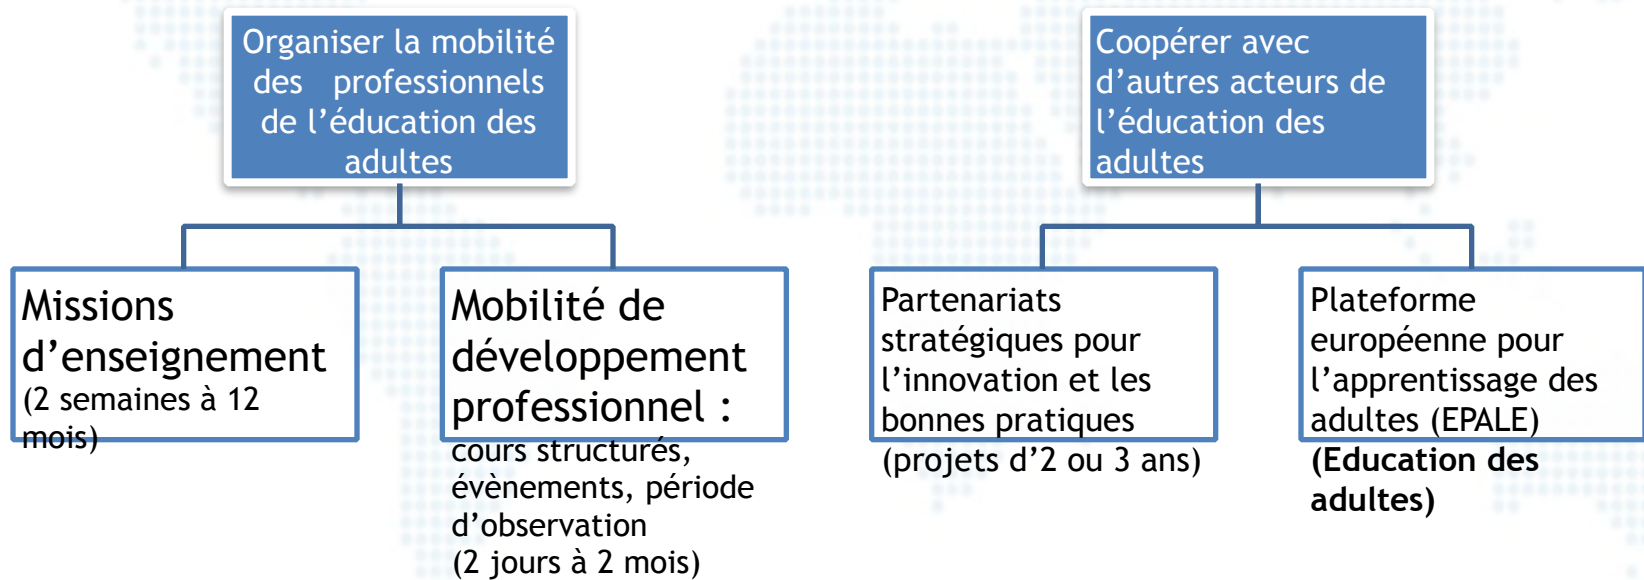 Organiser la mobilité
des professionnels
de l’éducation des
adultes
Coopérer avec
d’autres acteurs de
l’éducation des
adultes
Missions
d’enseignement
(2 semaines à 12
mois)
Mobilité de
développement
professionnel :
cours structurés,
évènements, période
d’observation
(2 jours à 2 mois)
Partenariats
stratégiques pour
l’innovation et les
bonnes pratiques
(projets d’2 ou 3 ans)
Plateforme
européenne pour
l’apprentissage des
adultes (EPALE)
(Education des
adultes)